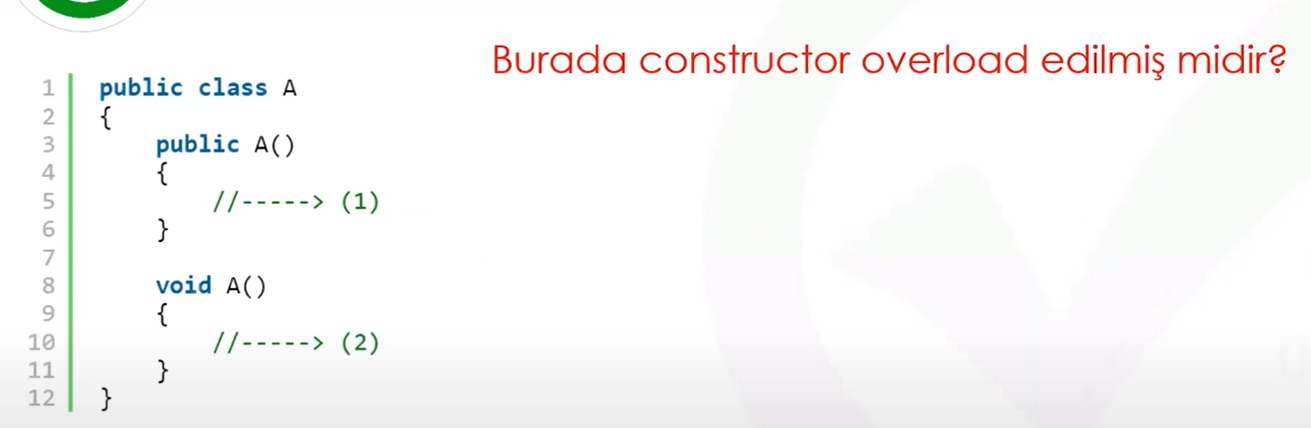 Burada constructor overload edilmiş midir?
1 public class A
2 {
3 public A()
4 {
5 //-----> (1)
6 }
7
8 void A()
9 {
10 //-----> (2)
11 }
12 }